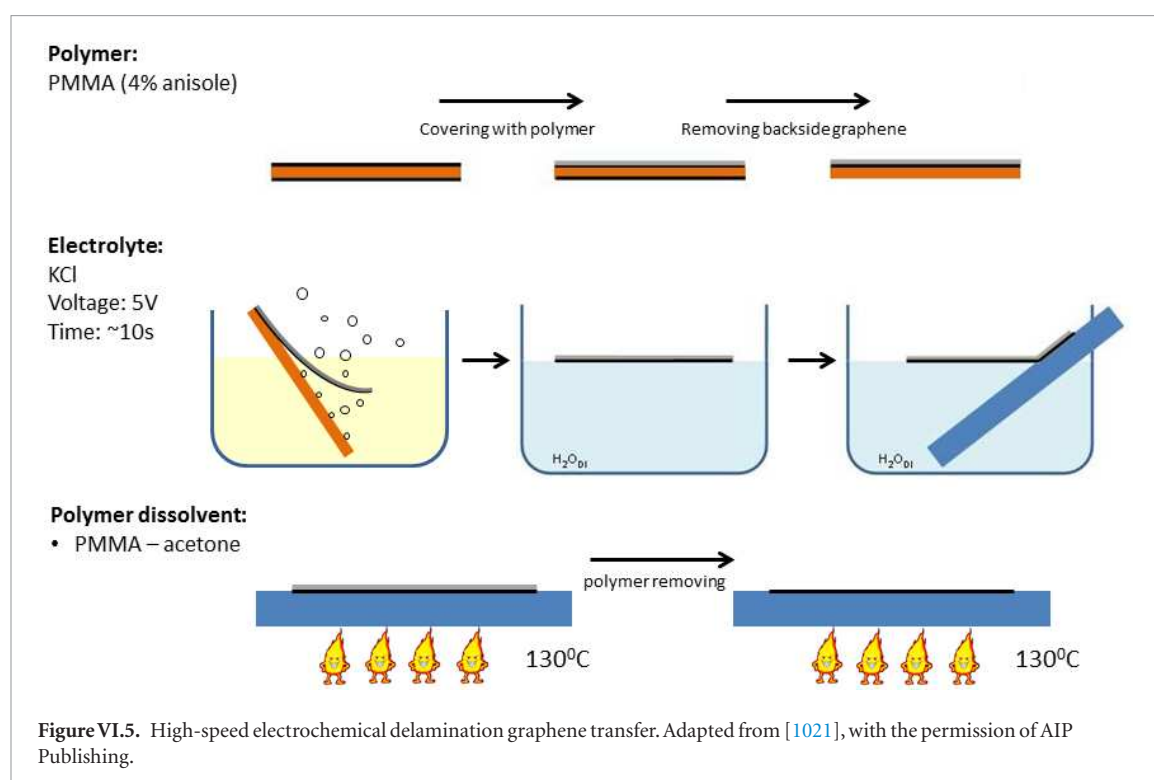 Polymer:
PMMA (4% anisole)
Covering with polymer
Removing backside graphene
Electrolyte:
KCl
Voltage: 5V
Time: ~10s
H₂O_DI
H₂O_DI
Polymer dissolvent:
• PMMA – acetone
polymer removing
130⁰C
130⁰C
Figure VI.5. High-speed electrochemical delamination graphene transfer. Adapted from [1021], with the permission of AIP
Publishing.